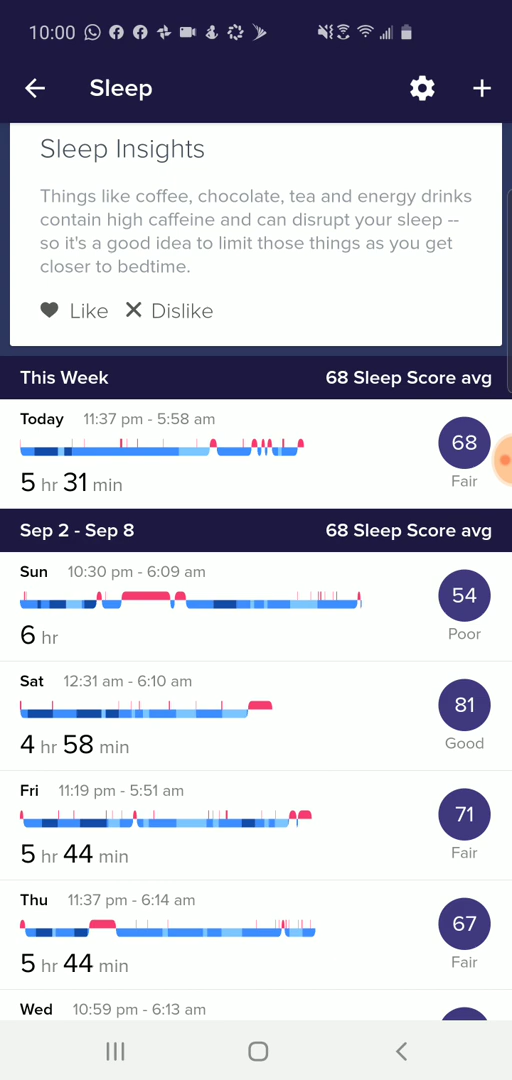 10:00
Sleep
Sleep Insights
Things like coffee, chocolate, tea and energy drinks
contain high caffeine and can disrupt your sleep --
so it's a good idea to limit those things as you get
closer to bedtime.
Like Dislike
This Week 68 Sleep Score avg
Today 11:37 pm - 5:58 am
68
5 hr 31 min
Fair
Sep 2 - Sep 8 68 Sleep Score avg
Sun 10:30 pm - 6:09 am
54
6 hr
Poor
Sat 12:31 am - 6:10 am
81
4 hr 58 min
Good
Fri 11:19 pm - 5:51 am
71
5 hr 44 min
Fair
Thu 11:37 pm - 6:14 am
67
5 hr 44 min
Fair
Wed 10:59 pm - 6:13 am